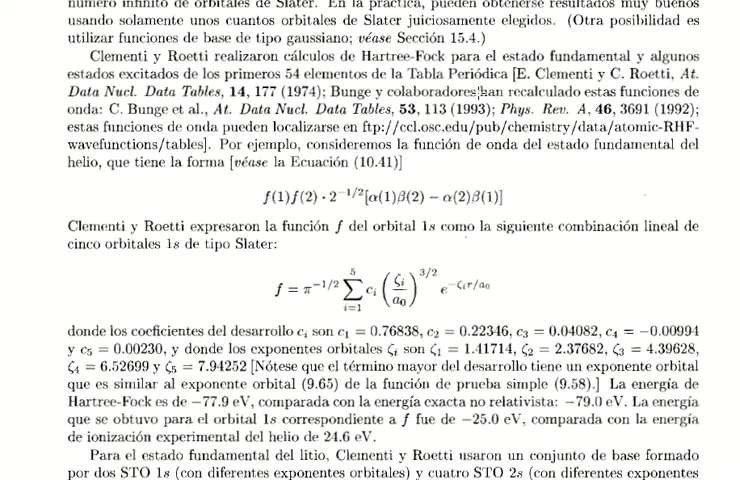 número infinito de orbitales de Slater. En la práctica, pueden obtenerse resultados muy buenos
usando solamente unos cuantos orbitales de Slater juiciosamente elegidos. (Otra posibilidad es
utilizar funciones de base de tipo gaussiano; véase Sección 15.4.)
Clementi y Roetti realizaron cálculos de Hartree-Fock para el estado fundamental y algunos
estados excitados de los primeros 54 elementos de la Tabla Periódica [E. Clementi y C. Roetti, At.
Data Nucl. Data Tables, 14, 177 (1974); Bunge y colaboradores han recalculado estas funciones de
onda: C. Bunge et al., At. Data Nucl. Data Tables, 53, 113 (1993); Phys. Rev. A, 46, 3691 (1992);
estas funciones de onda pueden localizarse en ftp://ccl.osc.edu/pub/chemistry/data/atomic-RHF-
wavefunctions/tables]. Por ejemplo, consideremos la función de onda del estado fundamental del
helio, que tiene la forma [véase la Ecuación (10.41)]
f(1)f(2) · 2^{-1/2}[α(1)β(2) − α(2)β(1)]
Clementi y Roetti expresaron la función f del orbital 1s como la siguiente combinación lineal de
cinco orbitales 1s de tipo Slater:
f = π^{-1/2} ∑_{i=1}^{5} c_i (ζ_i/a_0)^{3/2} e^{-ζ_i r/a_0}
donde los coeficientes del desarrollo c_i son c_1 = 0.76838, c_2 = 0.22346, c_3 = 0.04082, c_4 = −0.00994
y c_5 = 0.00230, y donde los exponentes orbitales ζ_i son ζ_1 = 1.41714, ζ_2 = 2.37682, ζ_3 = 4.39628,
ζ_4 = 6.52699 y ζ_5 = 7.94252 [Nótese que el término mayor del desarrollo tiene un exponente orbital
que es similar al exponente orbital (9.65) de la función de prueba simple (9.58).] La energía de
Hartree-Fock es de −77.9 eV, comparada con la energía exacta no relativista: −79.0 eV. La energía
que se obtuvo para el orbital 1s correspondiente a f fue de −25.0 eV, comparada con la energía
de ionización experimental del helio de 24.6 eV.
Para el estado fundamental del litio, Clementi y Roetti usaron un conjunto de base formado
por dos STO 1s (con diferentes exponentes orbitales) y cuatro STO 2s (con diferentes exponentes